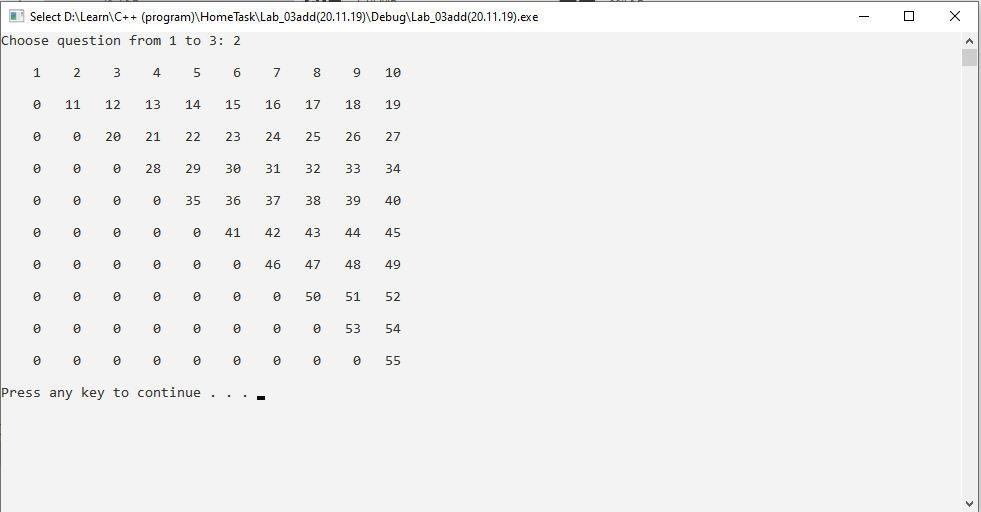 Select D:\Learn\C++ (program)\HomeTask\Lab_03add(20.11.19)\Debug\Lab_03add(20.11.19).exe
Choose question from 1 to 3: 2
1 2 3 4 5 6 7 8 9 10
0 11 12 13 14 15 16 17 18 19
0 0 20 21 22 23 24 25 26 27
0 0 0 28 29 30 31 32 33 34
0 0 0 0 35 36 37 38 39 40
0 0 0 0 0 41 42 43 44 45
0 0 0 0 0 0 46 47 48 49
0 0 0 0 0 0 0 50 51 52
0 0 0 0 0 0 0 0 53 54
0 0 0 0 0 0 0 0 0 55
Press any key to continue . . .